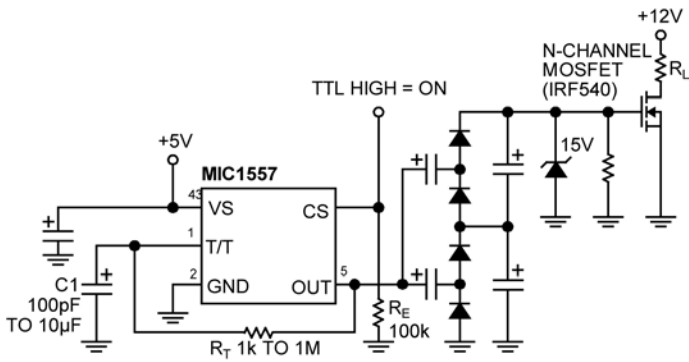 +12V
N-CHANNEL
MOSFET
(IRF540)
R_L
TTL HIGH = ON
+5V
15V
MIC1557
43
VS
CS
1
T/T
2
GND
5
OUT
C1
100pF
TO 10µF
R_E
100k
R_T 1k TO 1M